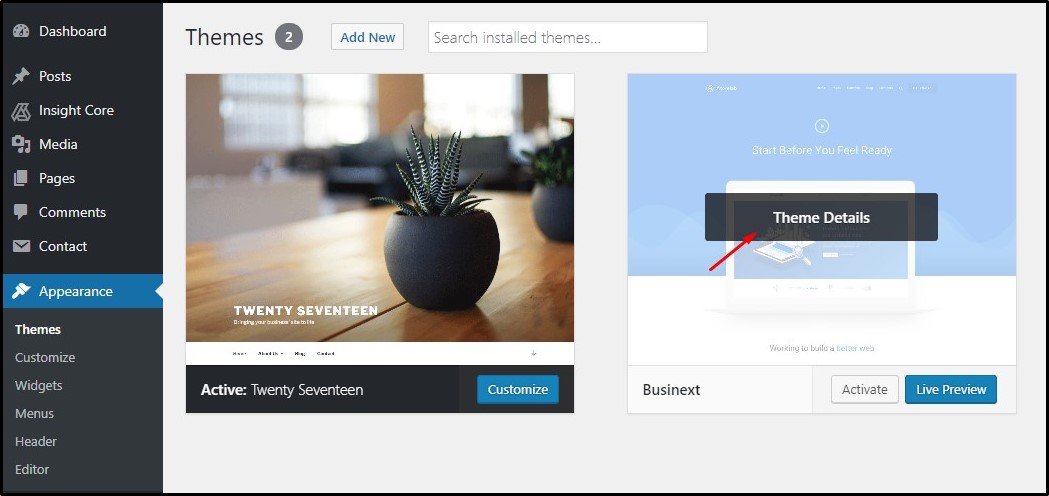 Dashboard
Posts
Insight Core
Media
Pages
Comments
Contact
Appearance
Themes
Customize
Widgets
Menus
Header
Editor
Themes 2 Add New Search installed themes...
TWENTY SEVENTEEN
Bringing your business' site to life
Home About Us Blog Contact
Active: Twenty Seventeen Customize
Start Before You Feel Ready
Theme Details
Working to build a better web
Businext Activate Live Preview